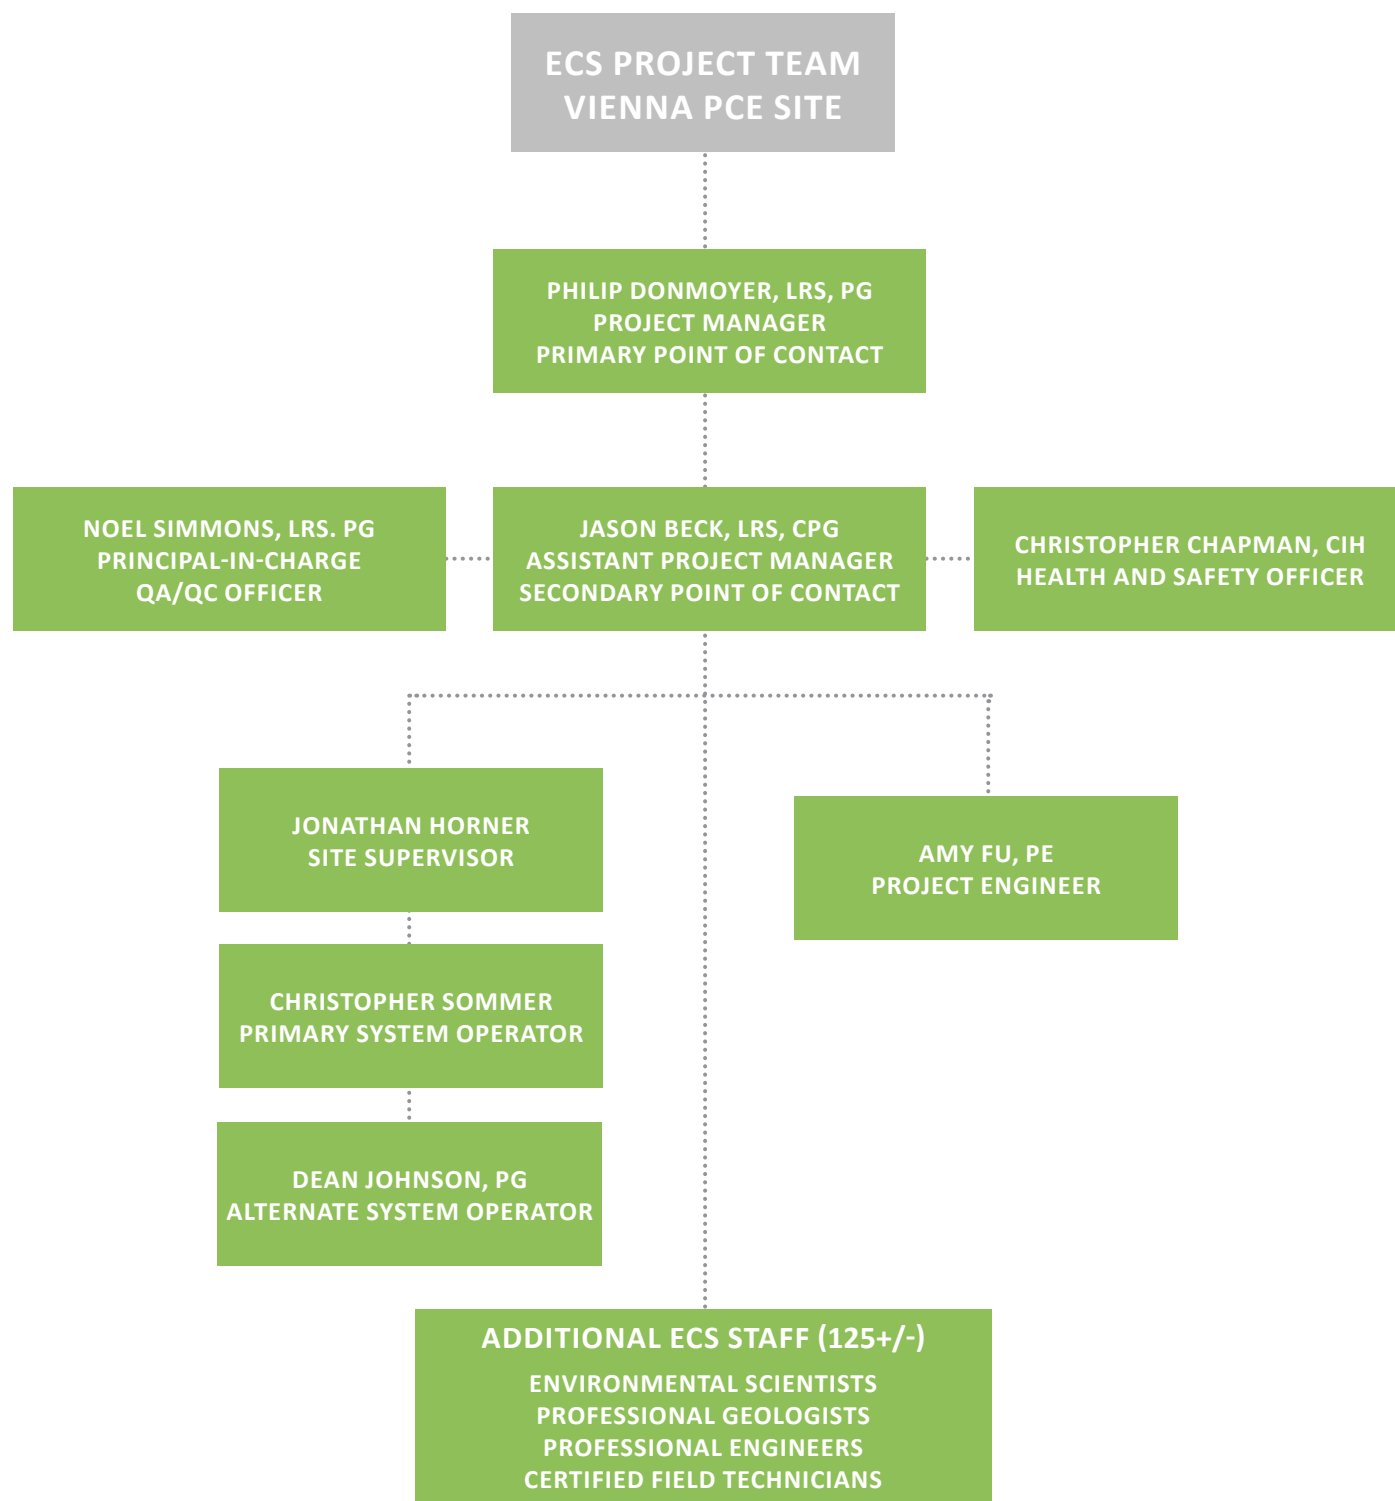 ECS PROJECT TEAM
VIENNA PCE SITE
PHILIP DONMOYER, LRS, PG
PROJECT MANAGER
PRIMARY POINT OF CONTACT
NOEL SIMMONS, LRS. PG
PRINCIPAL-IN-CHARGE
QA/QC OFFICER
JASON BECK, LRS, CPG
ASSISTANT PROJECT MANAGER
SECONDARY POINT OF CONTACT
CHRISTOPHER CHAPMAN, CIH
HEALTH AND SAFETY OFFICER
JONATHAN HORNER
SITE SUPERVISOR
AMY FU, PE
PROJECT ENGINEER
CHRISTOPHER SOMMER
PRIMARY SYSTEM OPERATOR
DEAN JOHNSON, PG
ALTERNATE SYSTEM OPERATOR
ADDITIONAL ECS STAFF (125+/-)
ENVIRONMENTAL SCIENTISTS
PROFESSIONAL GEOLOGISTS
PROFESSIONAL ENGINEERS
CERTIFIED FIELD TECHNICIANS